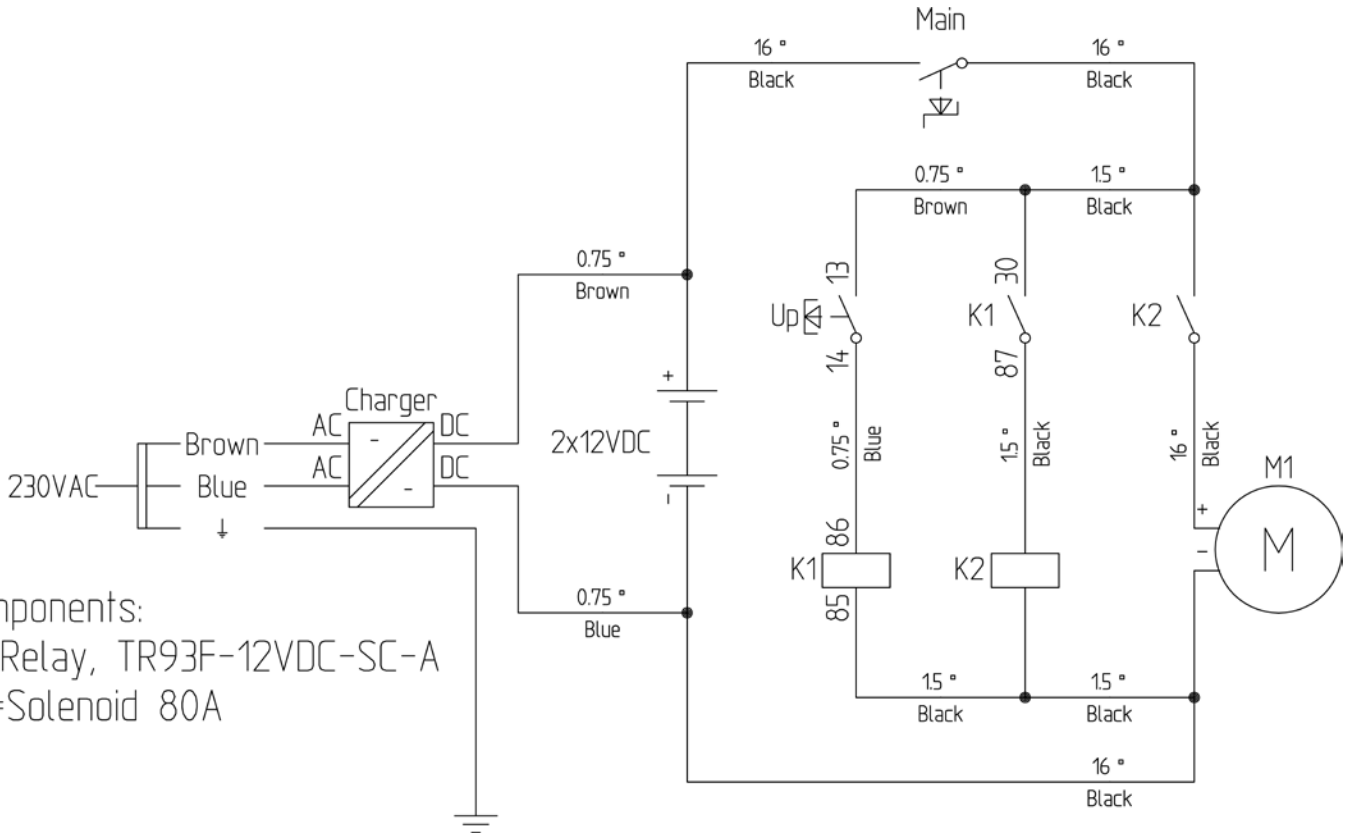 Main
16 ▫
Black
16 ▫
Black
0.75 ▫
Brown
1.5 ▫
Black
0.75 ▫
Brown
13
30
Up
K1
K2
14
87
+
Charger
AC
DC
Brown
2x12VDC
0.75 ▫
Blue
1.5 ▫
Black
16 ▫
Black
M1
230VAC
AC
DC
Blue
-
+
-
M
86
K1
K2
85
0.75 ▫
Blue
mponents:
Relay, TR93F-12VDC-SC-A
=Solenoid 80A
1.5 ▫
Black
1.5 ▫
Black
16 ▫
Black